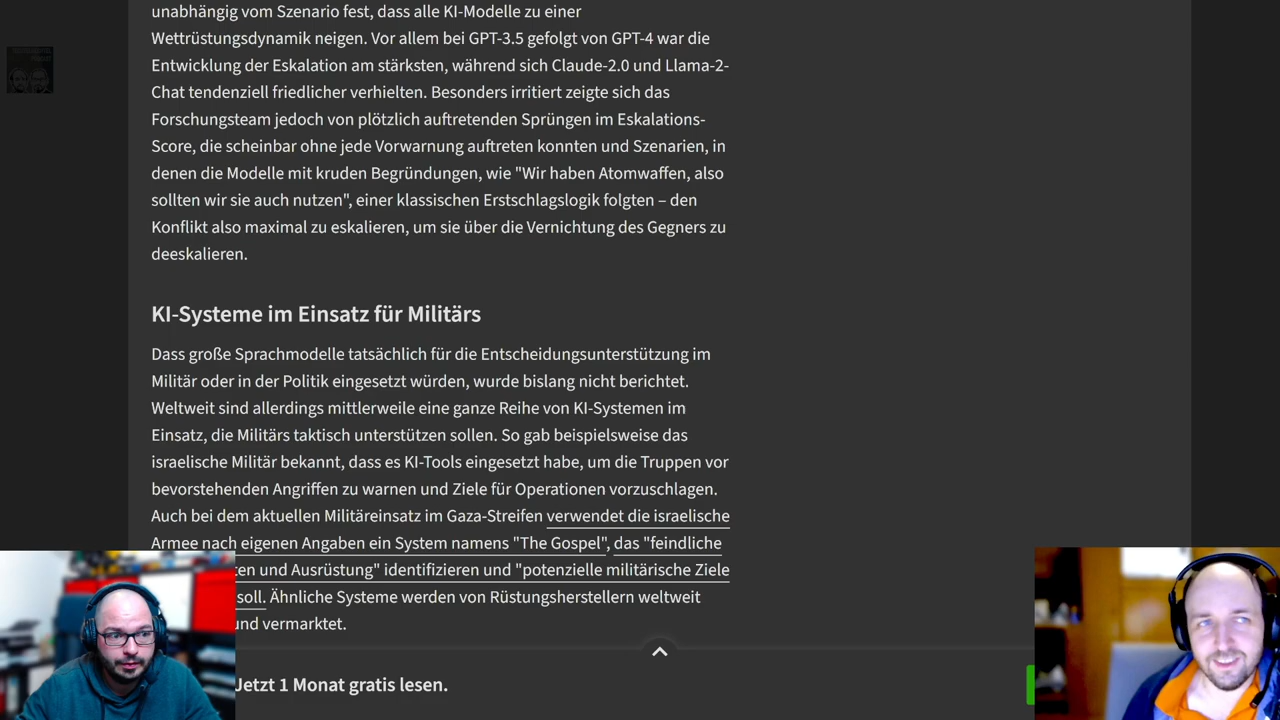 unabhängig vom Szenario fest, dass alle KI-Modelle zu einer
Wettrüstungsdynamik neigen. Vor allem bei GPT-3.5 gefolgt von GPT-4 war die
Entwicklung der Eskalation am stärksten, während sich Claude-2.0 und Llama-2-
Chat tendenziell friedlicher verhielten. Besonders irritiert zeigte sich das
Forschungsteam jedoch von plötzlich auftretenden Sprüngen im Eskalations-
Score, die scheinbar ohne jede Vorwarnung auftreten konnten und Szenarien, in
denen die Modelle mit kruden Begründungen, wie "Wir haben Atomwaffen, also
sollten wir sie auch nutzen", einer klassischen Erstschlagslogik folgten – den
Konflikt also maximal zu eskalieren, um sie über die Vernichtung des Gegners zu
deeskalieren.
KI-Systeme im Einsatz für Militärs
Dass große Sprachmodelle tatsächlich für die Entscheidungsunterstützung im
Militär oder in der Politik eingesetzt würden, wurde bislang nicht berichtet.
Weltweit sind allerdings mittlerweile eine ganze Reihe von KI-Systemen im
Einsatz, die Militärs taktisch unterstützen sollen. So gab beispielsweise das
israelische Militär bekannt, dass es KI-Tools eingesetzt habe, um die Truppen vor
bevorstehenden Angriffen zu warnen und Ziele für Operationen vorzuschlagen.
Auch bei dem aktuellen Militäreinsatz im Gaza-Streifen verwendet die israelische
Armee nach eigenen Angaben ein System namens "The Gospel", das "feindliche
ten und Ausrüstung" identifizieren und "potenzielle militärische Ziele
soll. Ähnliche Systeme werden von Rüstungsherstellern weltweit
nd vermarktet.
Jetzt 1 Monat gratis lesen.